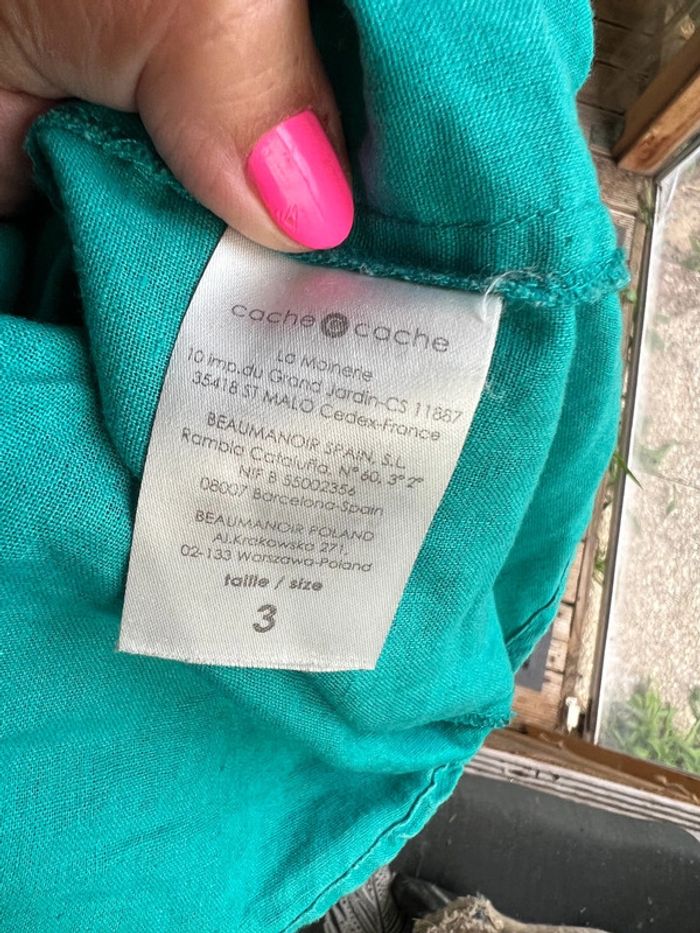 cache cache
La Moinerie
10 imp.du Grand Jardin-CS 11887
35418 ST MALO Cedex-France
BEAUMANOIR SPAIN, S.L.
Rambla Cataluña, N° 60, 3° 2°
NIF B 55002356
08007 Barcelona-Spain
BEAUMANOIR POLAND
Al.Krakowska 271,
02-133 Warszawa-Poland
taille / size
3